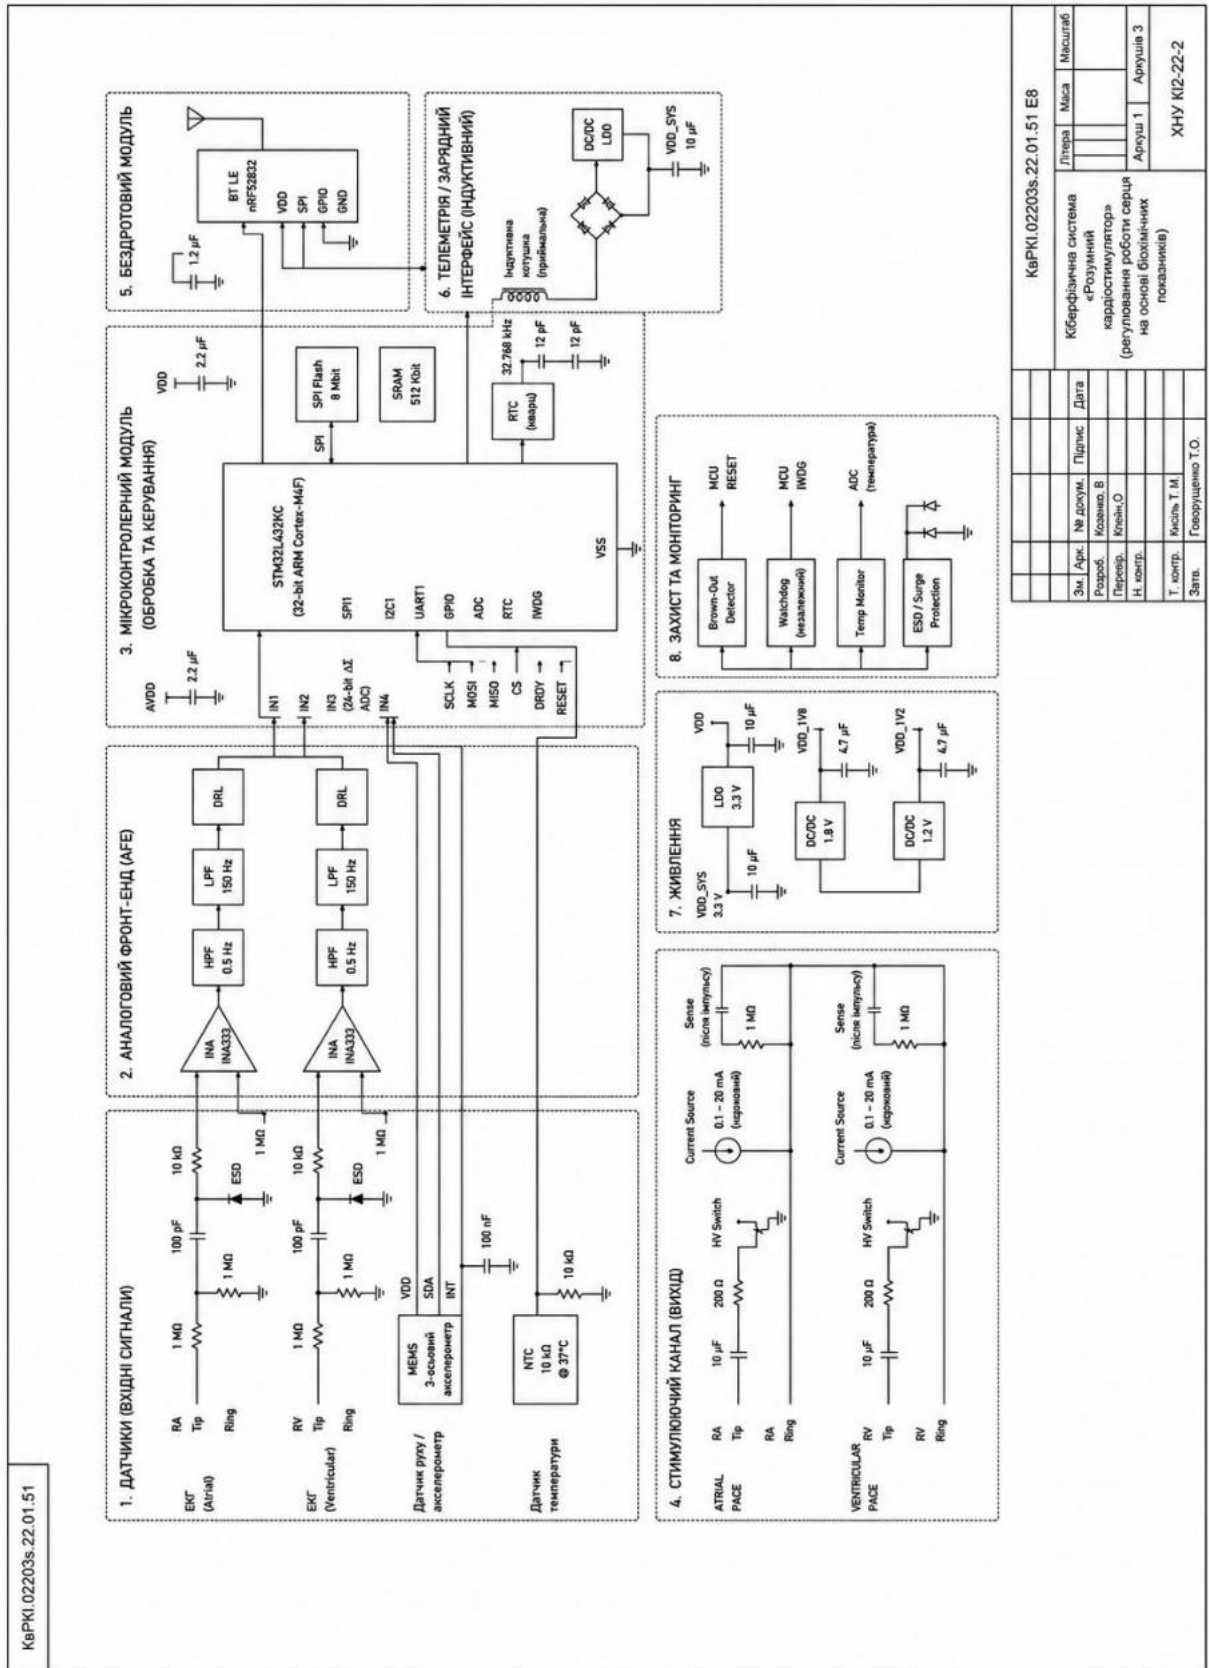 КвРКІ.02203s.22.01.51
1. ДАТЧИКИ (ВХІДНІ СИГНАЛИ)
ЕКГ
(Atrial)
RA
Tip
Ring
1 MΩ
1 MΩ
100 pF
ESD
10 kΩ
1 MΩ
ЕКГ
(Ventricular)
RV
Tip
Ring
1 MΩ
1 MΩ
100 pF
ESD
10 kΩ
1 MΩ
Датчик руху /
акселерометр
MEMS
3-осьовий
акселерометр
VDD
SDA
INT
100 nF
Датчик
температури
NTC
10 kΩ
@ 37°C
10 kΩ
2. АНАЛОГОВИЙ ФРОНТ-ЕНД (AFE)
INA
INA333
HPF
0.5 Hz
LPF
150 Hz
DRL
INA
INA333
HPF
0.5 Hz
LPF
150 Hz
DRL
3. МІКРОКОНТРОЛЕРНИЙ МОДУЛЬ
(ОБРОБКА ТА КЕРУВАННЯ)
AVDD
2.2 µF
VDD
2.2 µF
IN1
IN2
IN3
(24-bit ΔΣ
ADC)
IN4
SCLK
MOSI
MISO
CS
DRDY
RESET
STM32L432KC
(32-bit ARM Cortex-M4F)
SPI1
I2C1
UART1
GPIO
ADC
RTC
IWDG
VSS
SPI
SPI Flash
8 Mbit
SRAM
512 Kbit
RTC
(кварц)
32.768 kHz
12 pF
12 pF
5. БЕЗДРОТОВИЙ МОДУЛЬ
1.2 µF
BT LE
nRF52832
VDD
SPI
GPIO
GND
6. ТЕЛЕМЕТРІЯ / ЗАРЯДНИЙ
ІНТЕРФЕЙС (ІНДУКТИВНИЙ)
Індуктивна
котушка
(приймальна)
DC/DC
LDO
VDD_SYS
10 µF
4. СТИМУЛЮЮЧИЙ КАНАЛ (ВИХІД)
ATRIAL
PACE
RA
Tip
RA
Ring
10 µF
200 Ω
HV Switch
Current Source
0.1 – 20 mA
Sense
(після імпульсу)
1 MΩ
VENTRICULAR
PACE
RV
Tip
RV
Ring
10 µF
200 Ω
HV Switch
Current Source
0.1 – 20 mA
Sense
(після імпульсу)
1 MΩ
7. ЖИВЛЕННЯ
VDD_SYS
3.3 V
10 µF
LDO
3.3 V
VDD
10 µF
DC/DC
1.8 V
VDD_1V8
4.7 µF
DC/DC
1.2 V
VDD_1V2
4.7 µF
8. ЗАХИСТ ТА МОНІТОРИНГ
Brown-Out
Detector
MCU
RESET
Watchdog
(незалежний)
MCU
IWDG
Temp Monitor
ADC
(температура)
ESD / Surge
Protection
КвРКІ.02203s.22.01.51 E8
Зм. Арк. № докум. Підпис Дата
Розроб. Козенко. В
Перевір. Клейн,О
Н. контр.
Т. контр. Кисіль Т. М.
Затв. Говорущенко Т.О.
Кіберфізична система
«Розумний
кардіостимулятор»
(регулювання роботи серця
на основі біохімічних
показників)
Літера Маса Масштаб
Аркуш 1 Аркушів 3
ХНУ КІ2-22-2